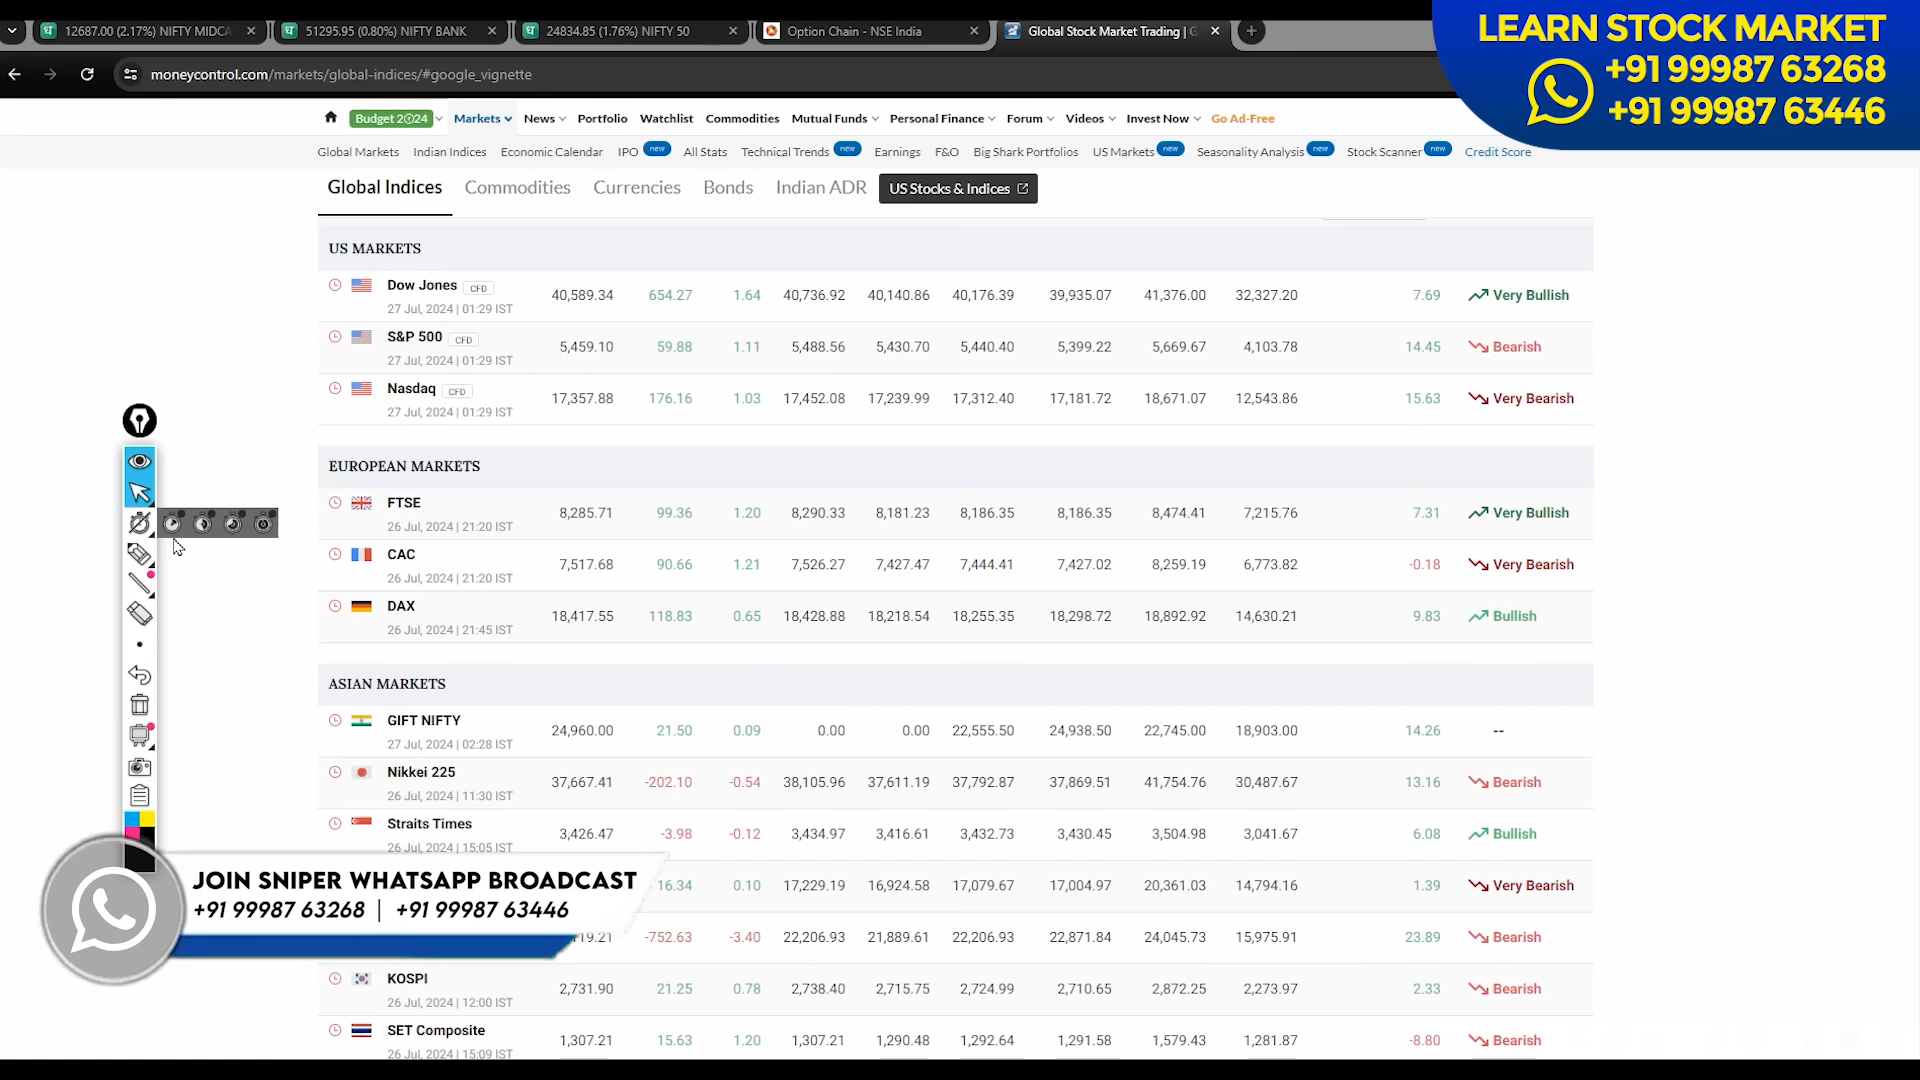 12687.00 (2.17%) NIFTY MIDCA
51295.95 (0.80%) NIFTY BANK
24834.85 (1.76%) NIFTY 50
Option Chain - NSE India
Global Stock Market Trading | G
LEARN STOCK MARKET
+91 99987 63268
+91 99987 63446
moneycontrol.com/markets/global-indices/#google_vignette
Budget 2024 Markets News Portfolio Watchlist Commodities Mutual Funds Personal Finance Forum Videos Invest Now Go Ad-Free
Global Markets Indian Indices Economic Calendar IPO new All Stats Technical Trends new Earnings F&O Big Shark Portfolios US Markets new Seasonality Analysis new Stock Scanner new Credit Score
Global Indices Commodities Currencies Bonds Indian ADR US Stocks & Indices
US MARKETS
Dow Jones CFD 40,589.34 654.27 1.64 40,736.92 40,140.86 40,176.39 39,935.07 41,376.00 32,327.20 7.69 Very Bullish
27 Jul, 2024 | 01:29 IST
S&P 500 CFD 5,459.10 59.88 1.11 5,488.56 5,430.70 5,440.40 5,399.22 5,669.67 4,103.78 14.45 Bearish
27 Jul, 2024 | 01:29 IST
Nasdaq CFD 17,357.88 176.16 1.03 17,452.08 17,239.99 17,312.40 17,181.72 18,671.07 12,543.86 15.63 Very Bearish
27 Jul, 2024 | 01:29 IST
EUROPEAN MARKETS
FTSE 8,285.71 99.36 1.20 8,290.33 8,181.23 8,186.35 8,186.35 8,474.41 7,215.76 7.31 Very Bullish
26 Jul, 2024 | 21:20 IST
CAC 7,517.68 90.66 1.21 7,526.27 7,427.47 7,444.41 7,427.02 8,259.19 6,773.82 -0.18 Very Bearish
26 Jul, 2024 | 21:20 IST
DAX 18,417.55 118.83 0.65 18,428.88 18,218.54 18,255.35 18,298.72 18,892.92 14,630.21 9.83 Bullish
26 Jul, 2024 | 21:45 IST
ASIAN MARKETS
GIFT NIFTY 24,960.00 21.50 0.09 0.00 0.00 22,555.50 24,938.50 22,745.00 18,903.00 14.26 --
27 Jul, 2024 | 02:28 IST
Nikkei 225 37,667.41 -202.10 -0.54 38,105.96 37,611.19 37,792.87 37,869.51 41,754.76 30,487.67 13.16 Bearish
26 Jul, 2024 | 11:30 IST
Straits Times 3,426.47 -3.98 -0.12 3,434.97 3,416.61 3,432.73 3,430.45 3,504.98 3,041.67 6.08 Bullish
26 Jul, 2024 | 15:05 IST
16.34 0.10 17,229.19 16,924.58 17,079.67 17,004.97 20,361.03 14,794.16 1.39 Very Bearish
JOIN SNIPER WHATSAPP BROADCAST
+91 99987 63268 | +91 99987 63446
19.21 -752.63 -3.40 22,206.93 21,889.61 22,206.93 22,871.84 24,045.73 15,975.91 23.89 Bearish
KOSPI 2,731.90 21.25 0.78 2,738.40 2,715.75 2,724.99 2,710.65 2,872.25 2,273.97 2.33 Bearish
26 Jul, 2024 | 12:00 IST
SET Composite 1,307.21 15.63 1.20 1,307.21 1,290.48 1,292.64 1,291.58 1,579.43 1,281.87 -8.80 Bearish
26 Jul, 2024 | 15:09 IST